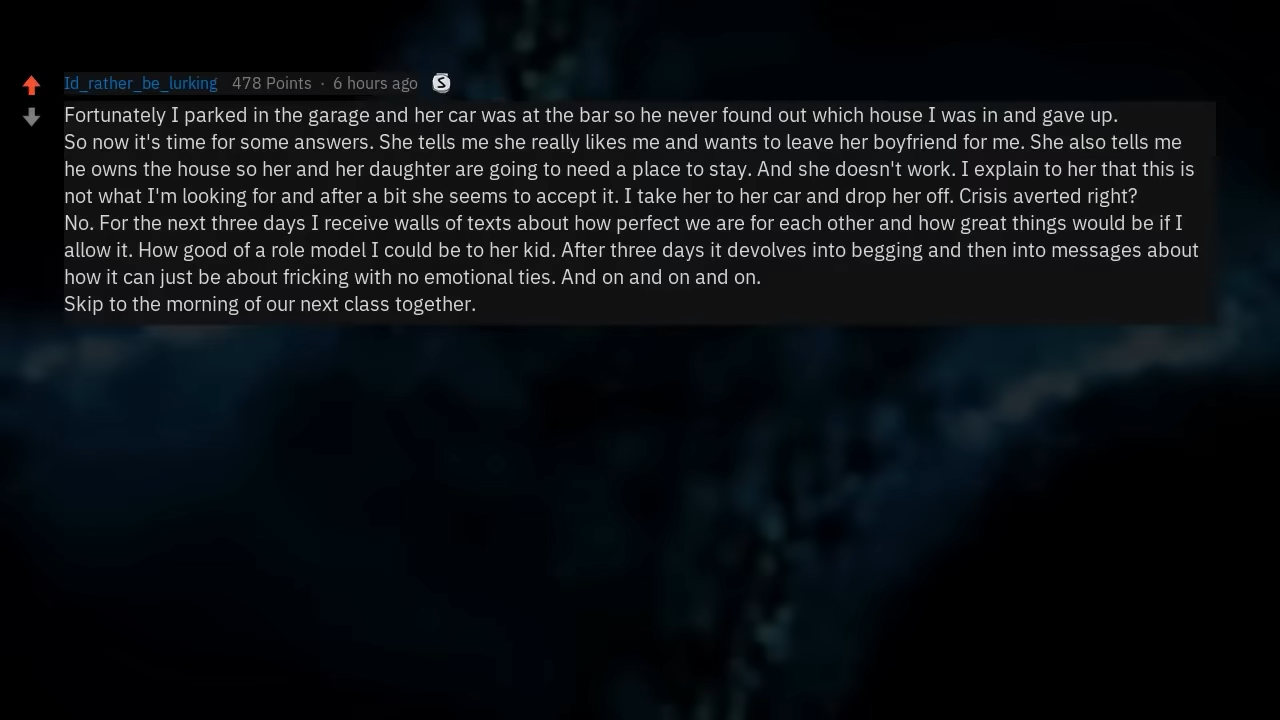 Id_rather_be_lurking 478 Points · 6 hours ago S
Fortunately I parked in the garage and her car was at the bar so he never found out which house I was in and gave up.
So now it's time for some answers. She tells me she really likes me and wants to leave her boyfriend for me. She also tells me
he owns the house so her and her daughter are going to need a place to stay. And she doesn't work. I explain to her that this is
not what I'm looking for and after a bit she seems to accept it. I take her to her car and drop her off. Crisis averted right?
No. For the next three days I receive walls of texts about how perfect we are for each other and how great things would be if I
allow it. How good of a role model I could be to her kid. After three days it devolves into begging and then into messages about
how it can just be about fricking with no emotional ties. And on and on and on.
Skip to the morning of our next class together.